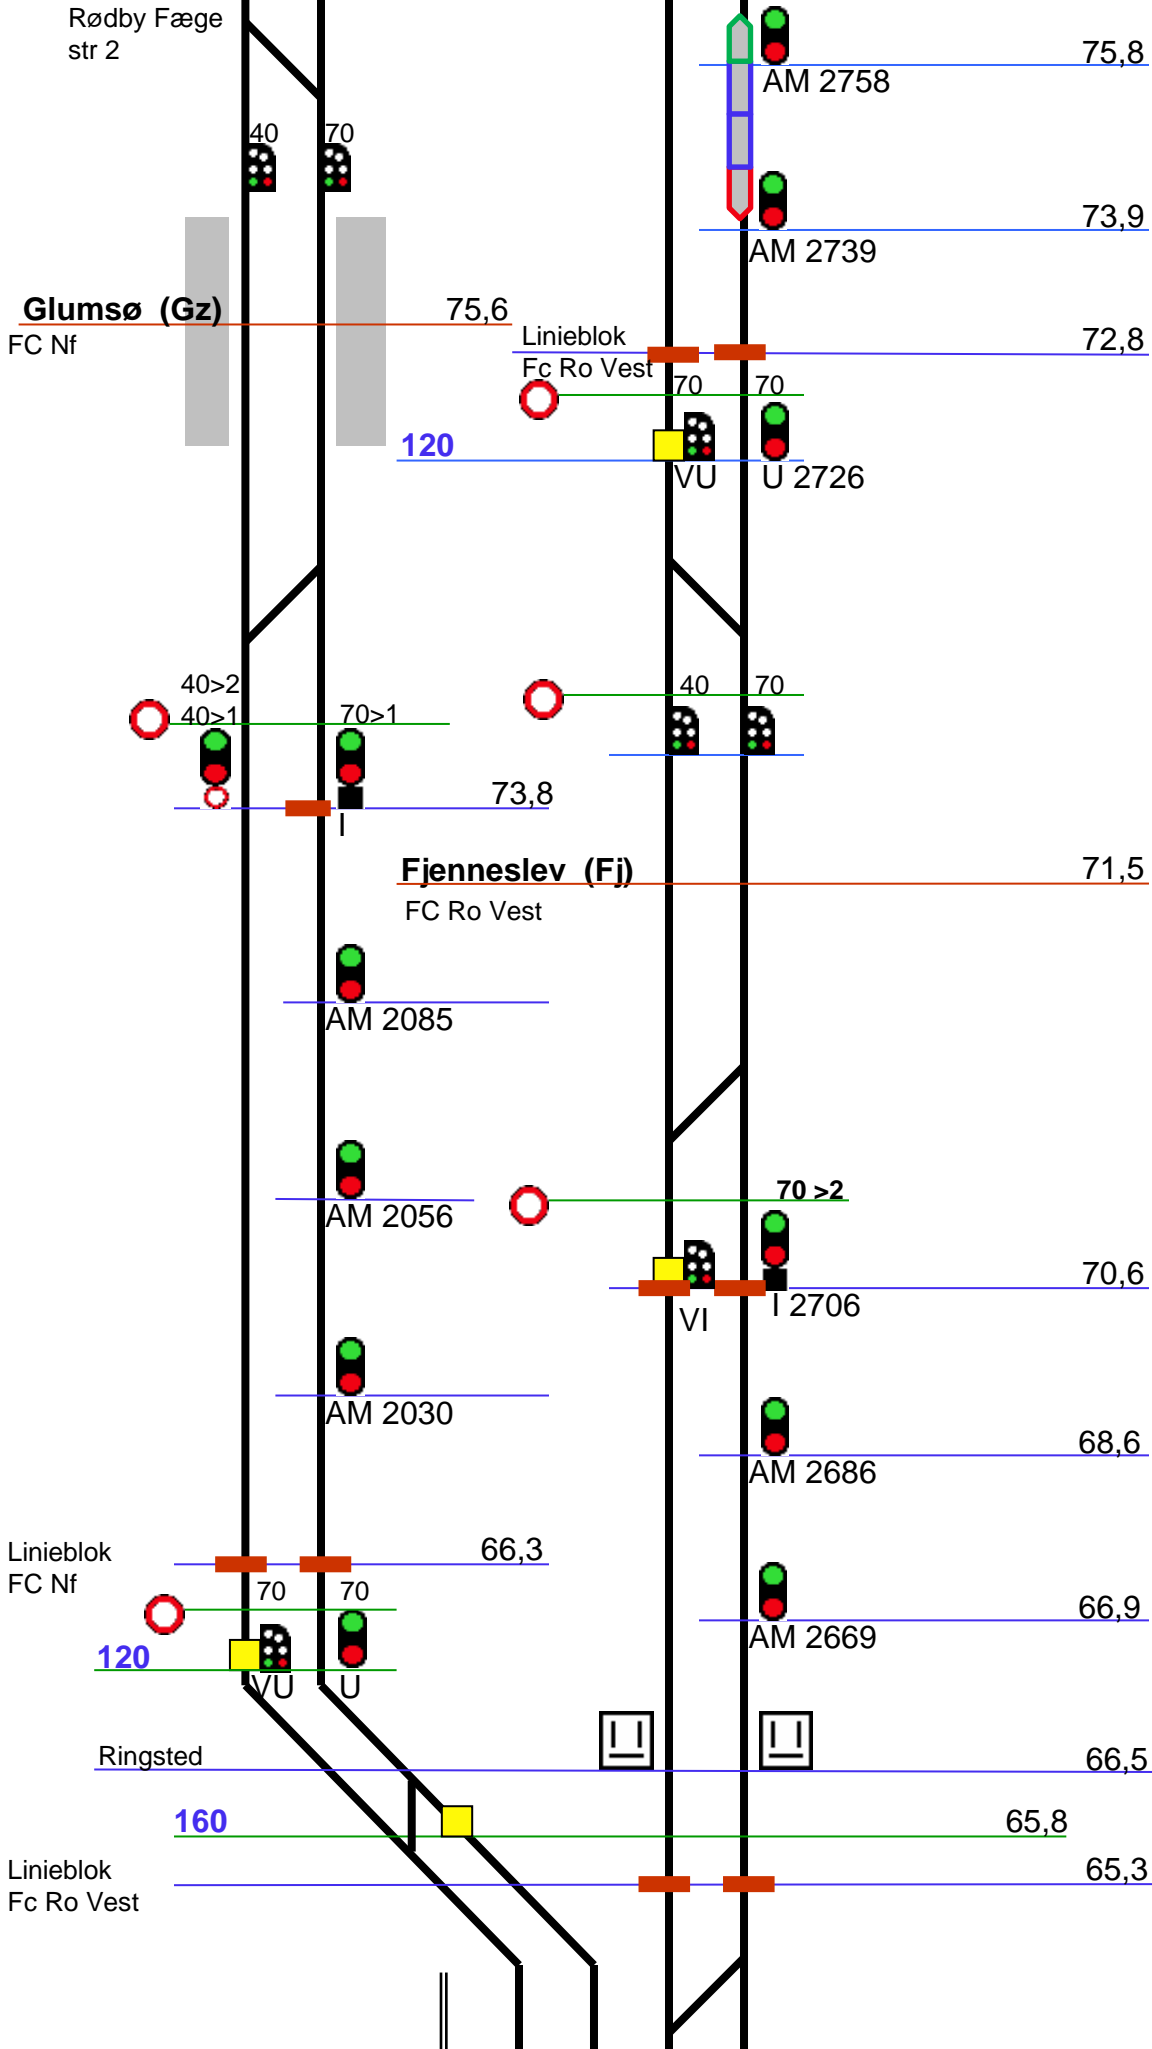 Rødby Fæge
str 2
75,8
AM 2758
40 70
73,9
AM 2739
Glumsø (Gz) 75,6
FC Nf
Linieblok
Fc Ro Vest
72,8
70 70
120
VU U 2726
40>2
40>1 70>1
40 70
73,8
I
Fjenneslev (Fj)
71,5
FC Ro Vest
AM 2085
AM 2056
70 >2
70,6
VI I 2706
AM 2030
68,6
AM 2686
Linieblok
FC Nf
66,3
70 70
66,9
AM 2669
120
VU U
Ringsted
66,5
160
65,8
Linieblok
Fc Ro Vest
65,3